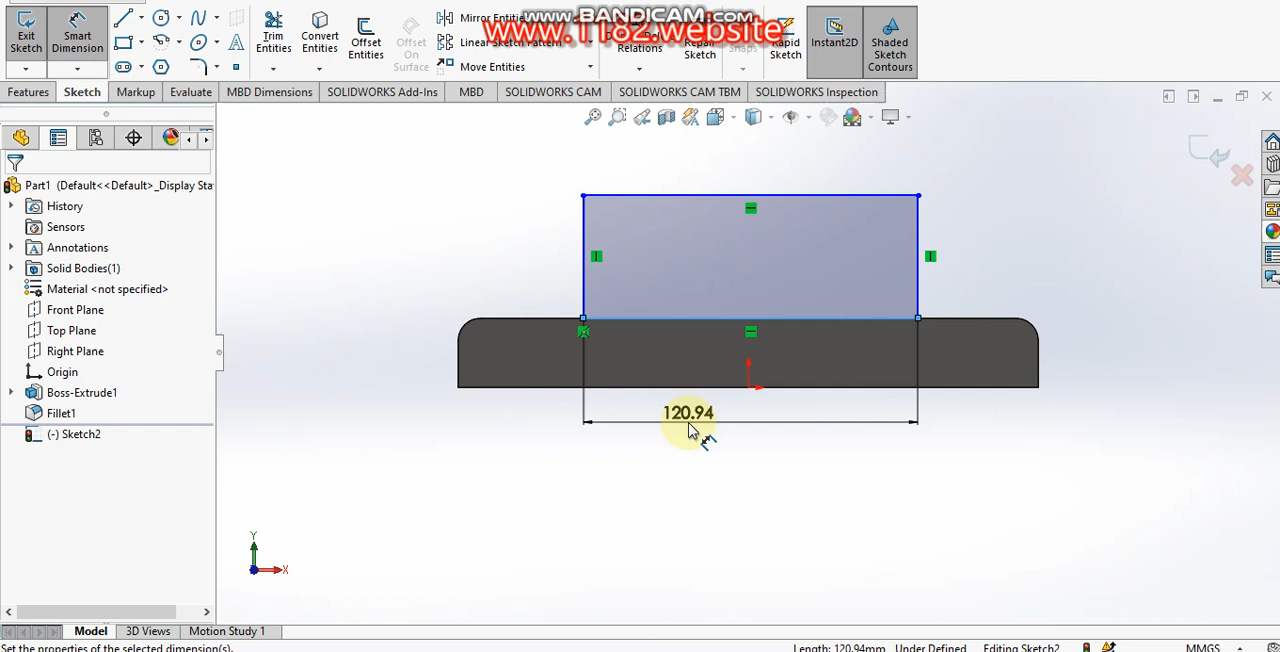 www.BANDICAM.com
www.1182.website
Exit Sketch
Smart Dimension
Trim Entities
Convert Entities
Offset Entities
Offset On Surface
Mirror Entities
Linear Sketch Pattern
Move Entities
Relations
Repair Sketch
Snaps
Rapid Sketch
Instant2D
Shaded Sketch Contours
Features
Sketch
Markup
Evaluate
MBD Dimensions
SOLIDWORKS Add-Ins
MBD
SOLIDWORKS CAM
SOLIDWORKS CAM TBM
SOLIDWORKS Inspection
Part1 (Default<<Default>_Display Sta
History
Sensors
Annotations
Solid Bodies(1)
Material <not specified>
Front Plane
Top Plane
Right Plane
Origin
Boss-Extrude1
Fillet1
(-) Sketch2
120.94
Y
X
Model
3D Views
Motion Study 1
Set the properties of the selected dimension(s).
Length: 120.94mm
Under Defined
Editing Sketch2
MMGS